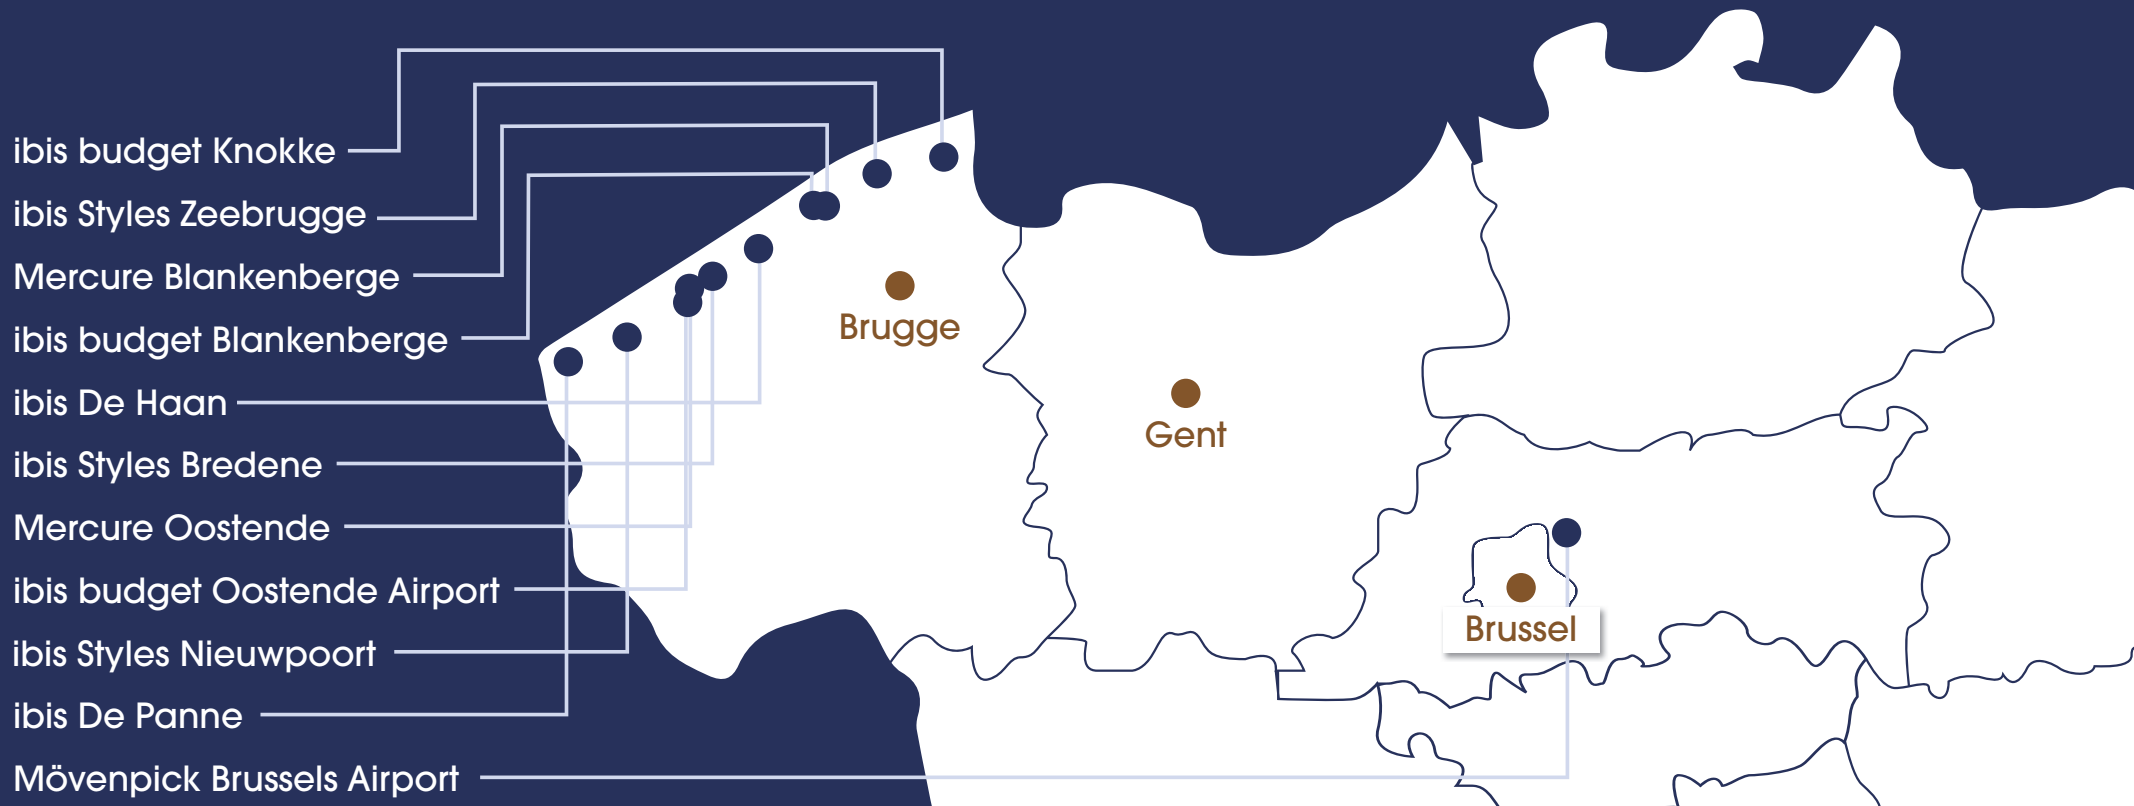 ibis budget Knokke
ibis Styles Zeebrugge
Mercure Blankenberge
ibis budget Blankenberge
ibis De Haan
ibis Styles Bredene
Mercure Oostende
ibis budget Oostende Airport
ibis Styles Nieuwpoort
ibis De Panne
Mövenpick Brussels Airport
Brugge
Gent
Brussel